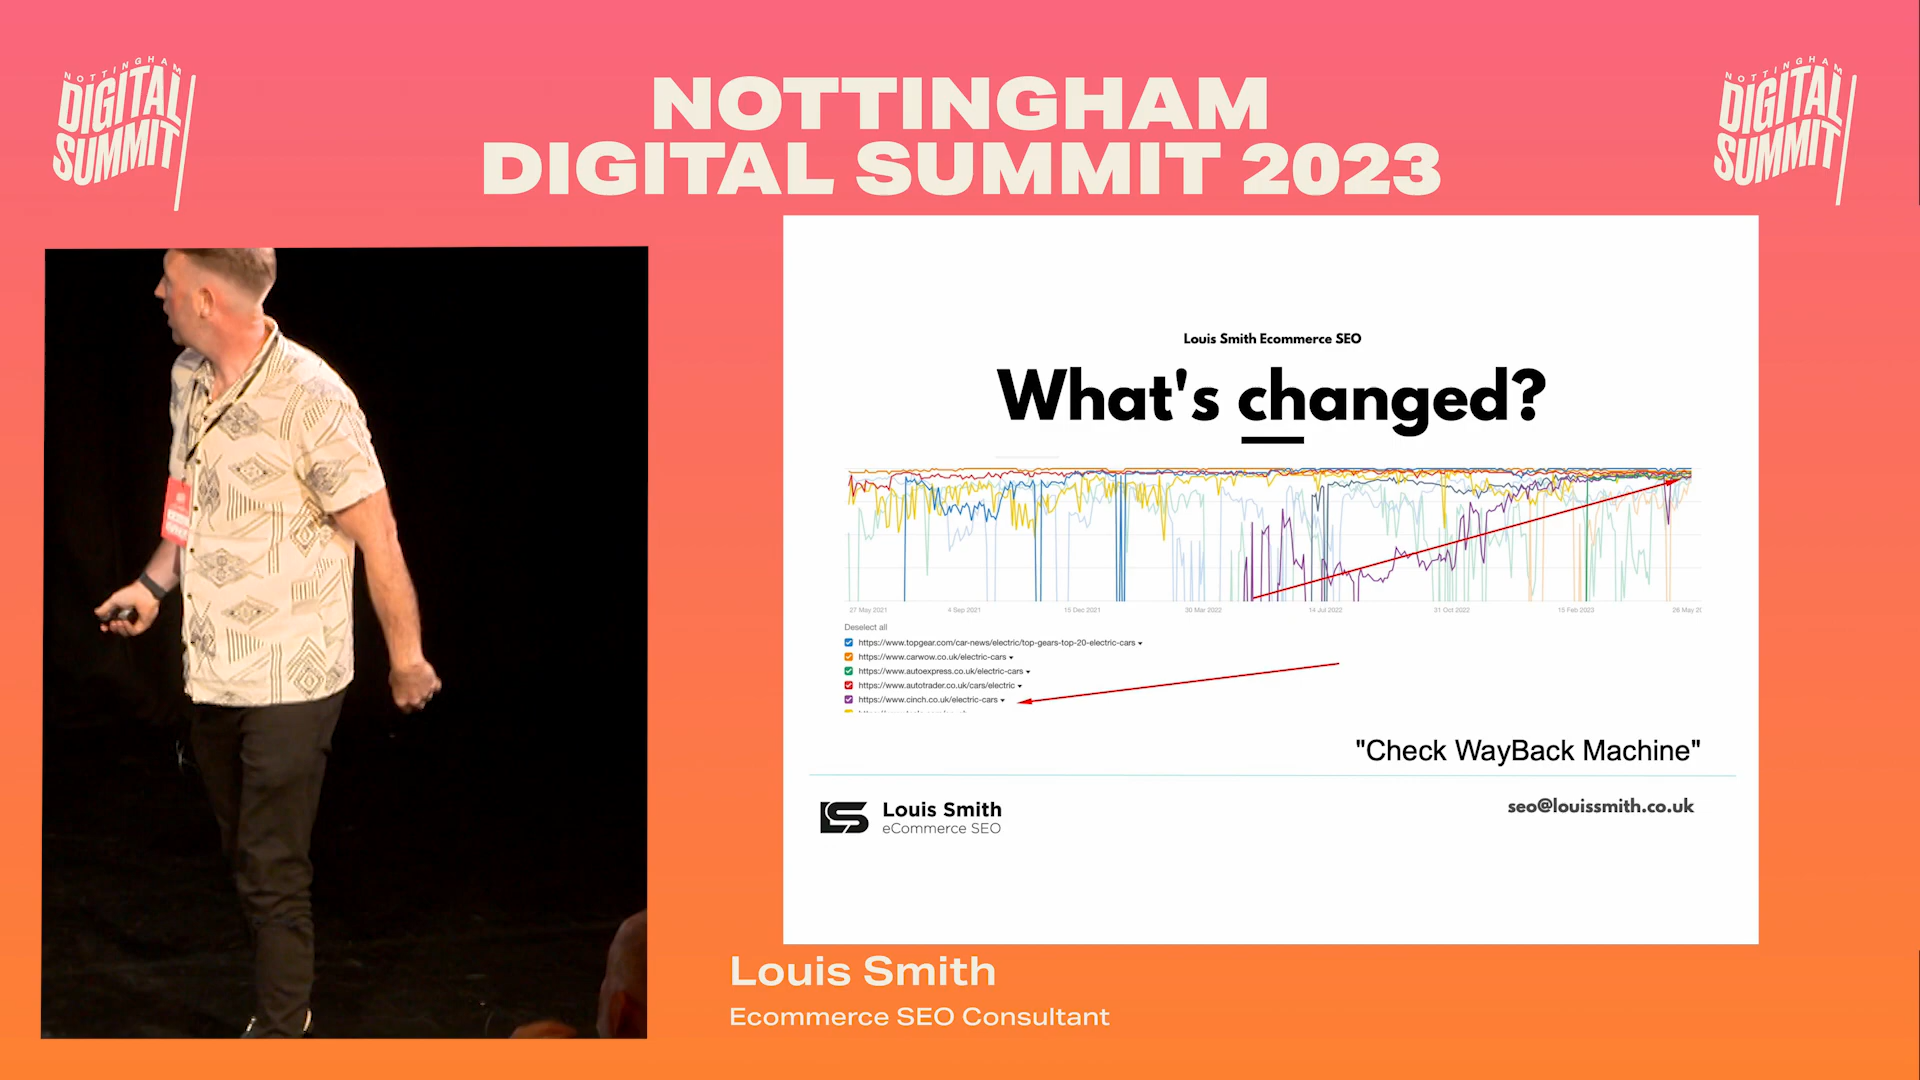 NOTTINGHAM
DIGITAL
SUMMIT
NOTTINGHAM
DIGITAL SUMMIT 2023
NOTTINGHAM
DIGITAL
SUMMIT
Louis Smith Ecommerce SEO
What's changed?
27 May 2021 4 Sep 2021 15 Dec 2021 30 Mar 2022 14 Jul 2022 31 Oct 2022 15 Feb 2023 26 May 20
Deselect all
https://www.topgear.com/car-news/electric/top-gears-top-20-electric-cars
https://www.carwow.co.uk/electric-cars
https://www.autoexpress.co.uk/electric-cars
https://www.autotrader.co.uk/cars/electric
https://www.cinch.co.uk/electric-cars
"Check WayBack Machine"
LS
Louis Smith
eCommerce SEO
seo@louissmith.co.uk
Louis Smith
Ecommerce SEO Consultant